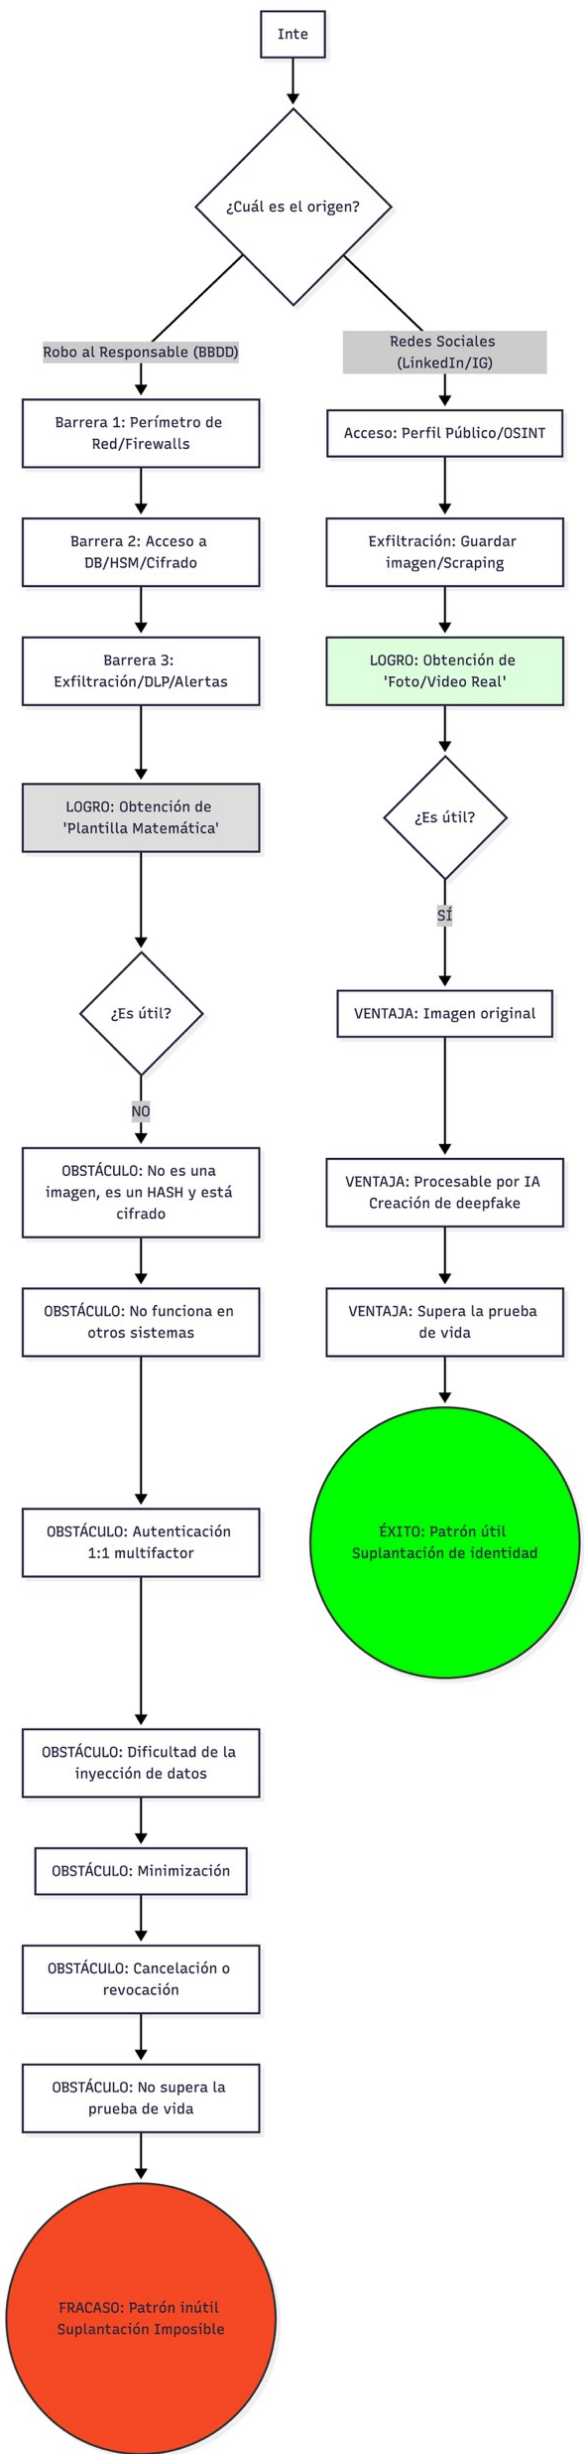 Inte
¿Cuál es el origen?
Robo al Responsable (BBDD)
Barrera 1: Perímetro de
Red/Firewalls
Barrera 2: Acceso a
DB/HSM/Cifrado
Barrera 3:
Exfiltración/DLP/Alertas
LOGRO: Obtención de
'Plantilla Matemática'
¿Es útil?
NO
OBSTÁCULO: No es una
imagen, es un HASH y está
cifrado
OBSTÁCULO: No funciona en
otros sistemas
OBSTÁCULO: Autenticación
1:1 multifactor
OBSTÁCULO: Dificultad de la
inyección de datos
OBSTÁCULO: Minimización
OBSTÁCULO: Cancelación o
revocación
OBSTÁCULO: No supera la
prueba de vida
FRACASO: Patrón inútil
Suplantación Imposible
Redes Sociales
(LinkedIn/IG)
Acceso: Perfil Público/OSINT
Exfiltración: Guardar
imagen/Scraping
LOGRO: Obtención de
'Foto/Video Real'
¿Es útil?
SÍ
VENTAJA: Imagen original
VENTAJA: Procesable por IA
Creación de deepfake
VENTAJA: Supera la prueba
de vida
ÉXITO: Patrón útil
Suplantación de identidad